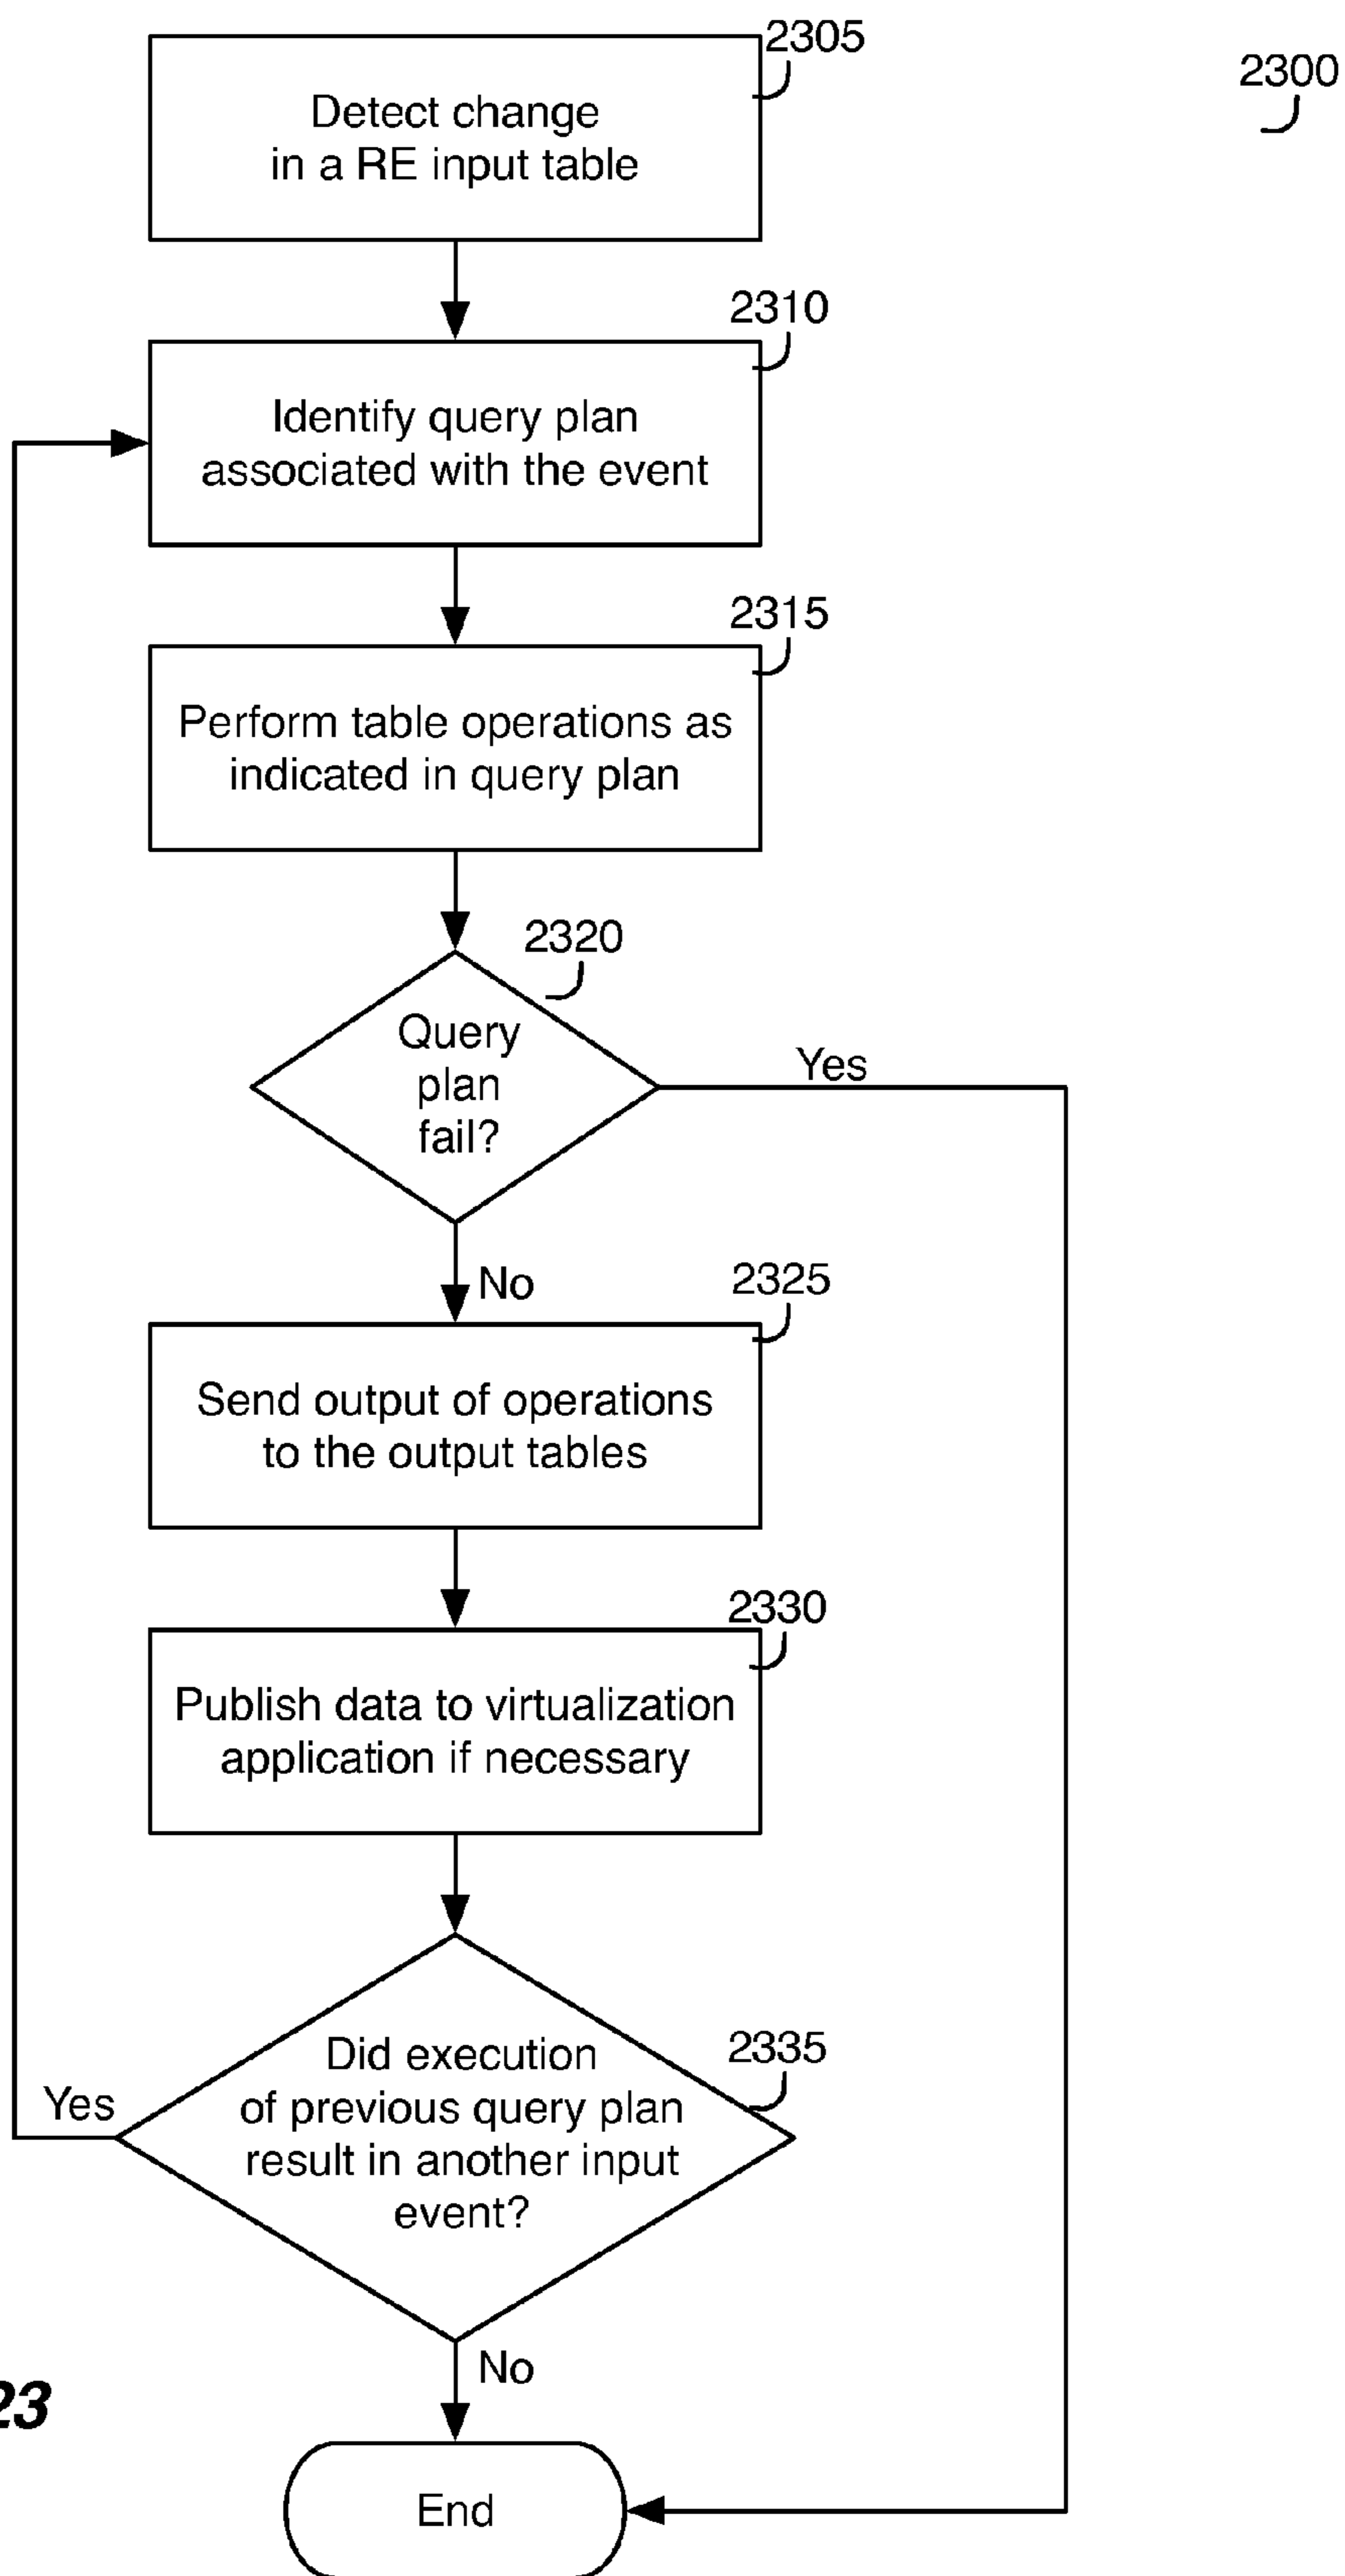 2305
2300
Detect change
in a RE input table
2310
Identify query plan
associated with the event
2315
Perform table operations as
indicated in query plan
2320
Query
plan
fail?
Yes
No
2325
Send output of operations
to the output tables
2330
Publish data to virtualization
application if necessary
2335
Did execution
of previous query plan
result in another input
event?
Yes
No
23
End